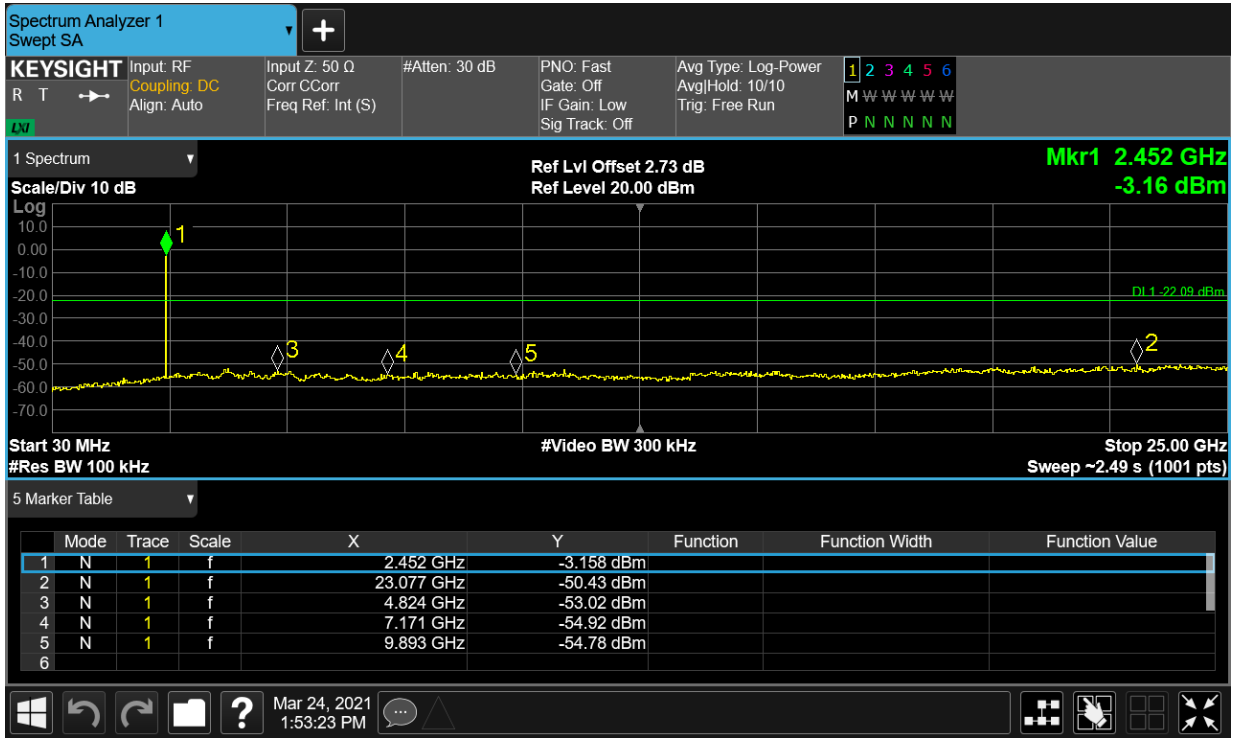 Spectrum Analyzer 1
Swept SA
+
KEYSIGHT
R T
LXI
Input: RF
Coupling: DC
Align: Auto
Input Z: 50 Ω
Corr CCorr
Freq Ref: Int (S)
#Atten: 30 dB
PNO: Fast
Gate: Off
IF Gain: Low
Sig Track: Off
Avg Type: Log-Power
Avg|Hold: 10/10
Trig: Free Run
1 2 3 4 5 6
M W W W W W
P N N N N N
1 Spectrum
Scale/Div 10 dB
Ref Lvl Offset 2.73 dB
Ref Level 20.00 dBm
Mkr1 2.452 GHz
-3.16 dBm
Log
10.0
0.00
-10.0
-20.0
-30.0
-40.0
-50.0
-60.0
-70.0
1
DL1 -22.09 dBm
3
4
5
2
Start 30 MHz
#Res BW 100 kHz
#Video BW 300 kHz
Stop 25.00 GHz
Sweep ~2.49 s (1001 pts)
5 Marker Table
Mode Trace Scale X Y Function Function Width Function Value
1 N 1 f 2.452 GHz -3.158 dBm
2 N 1 f 23.077 GHz -50.43 dBm
3 N 1 f 4.824 GHz -53.02 dBm
4 N 1 f 7.171 GHz -54.92 dBm
5 N 1 f 9.893 GHz -54.78 dBm
6
?
Mar 24, 2021
1:53:23 PM